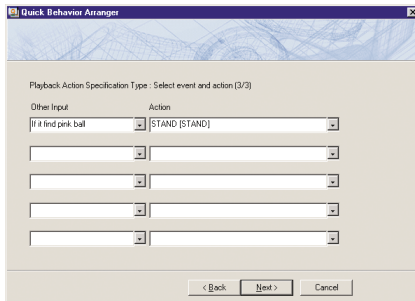 Quick Behavior Arranger
Playback Action Specification Type : Select event and action (3/3)
Other Input Action
If it find pink ball STAND [STAND]
< Back Next > Cancel